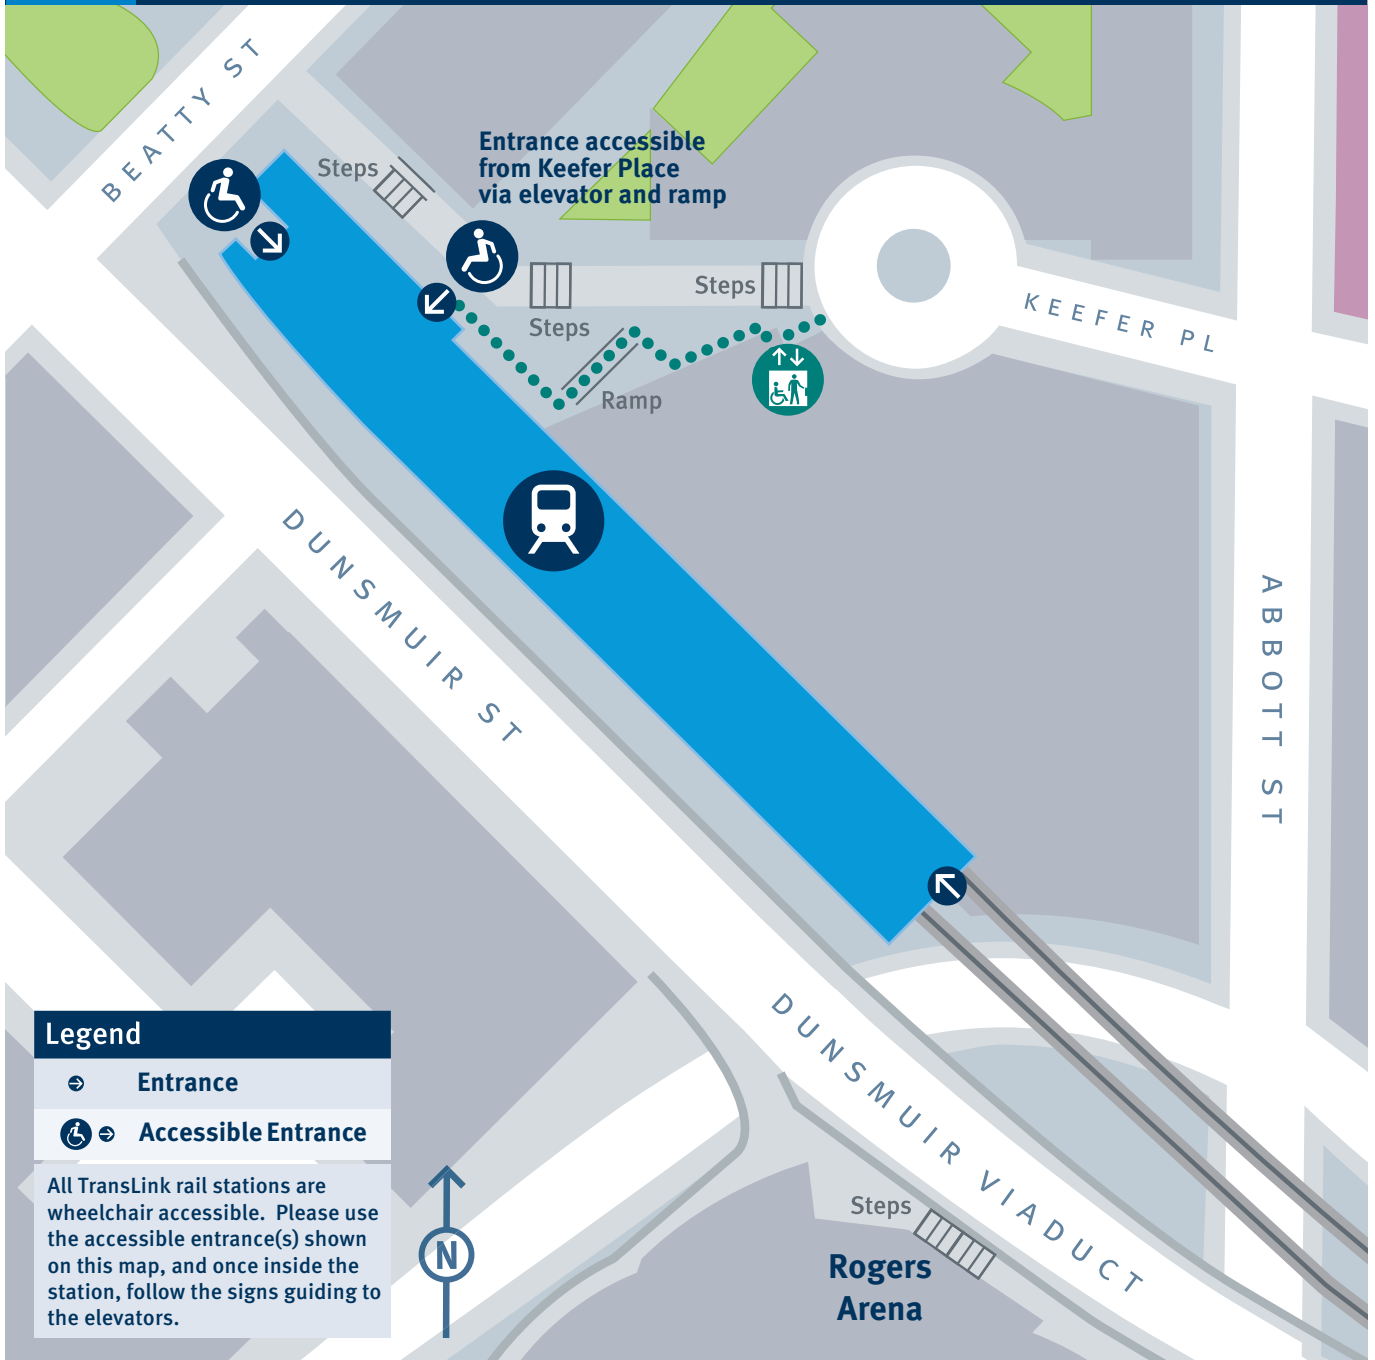 BEATTY ST
Steps
Entrance accessible
from Keefer Place
via elevator and ramp
Steps
Steps
KEEFER PL
Ramp
DUNSMUIR ST
ABBOTT ST
DUNSMUIR VIADUCT
Steps
Rogers
Arena
Legend
Entrance
Accessible Entrance
All TransLink rail stations are
wheelchair accessible. Please use
the accessible entrance(s) shown
on this map, and once inside the
station, follow the signs guiding to
the elevators.
N